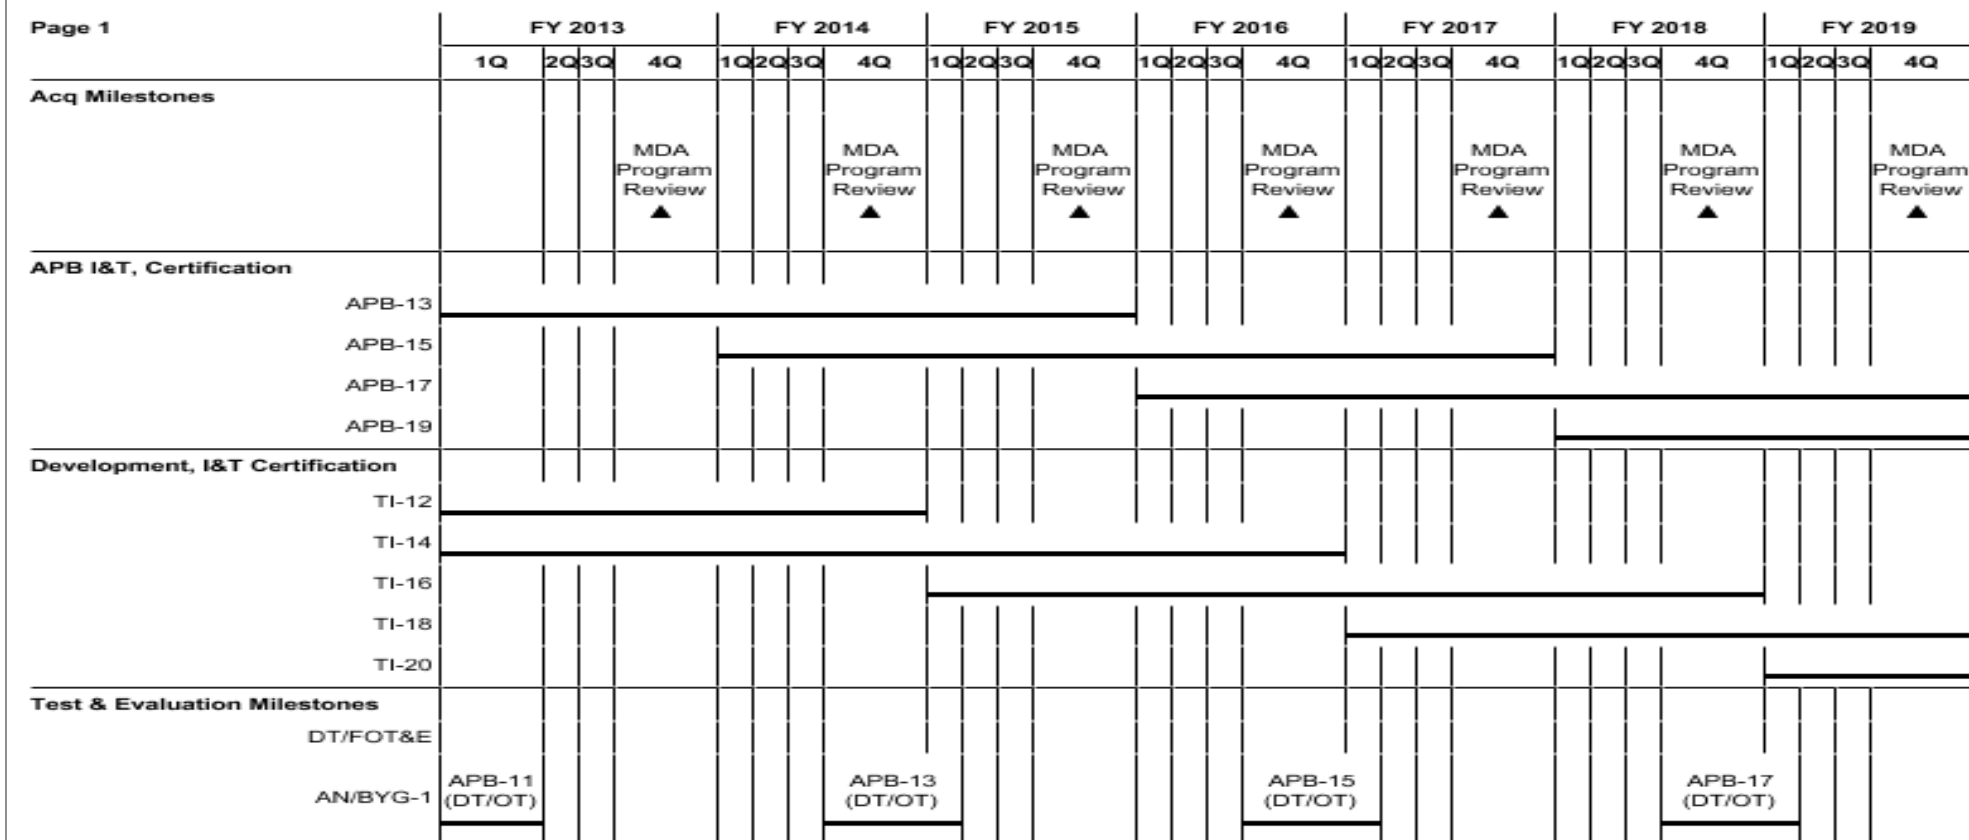 Page 1 FY 2013 FY 2014 FY 2015 FY 2016 FY 2017 FY 2018 FY 2019
1Q 2Q 3Q 4Q 1Q 2Q 3Q 4Q 1Q 2Q 3Q 4Q 1Q 2Q 3Q 4Q 1Q 2Q 3Q 4Q 1Q 2Q 3Q 4Q 1Q 2Q 3Q 4Q
Acq Milestones
MDA MDA MDA MDA MDA MDA MDA
Program Program Program Program Program Program Program
Review Review Review Review Review Review Review
APB I&T, Certification
APB-13
APB-15
APB-17
APB-19
Development, I&T Certification
TI-12
TI-14
TI-16
TI-18
TI-20
Test & Evaluation Milestones
DT/FOT&E
APB-11 APB-13 APB-15 APB-17
AN/BYG-1 (DT/OT) (DT/OT) (DT/OT) (DT/OT)